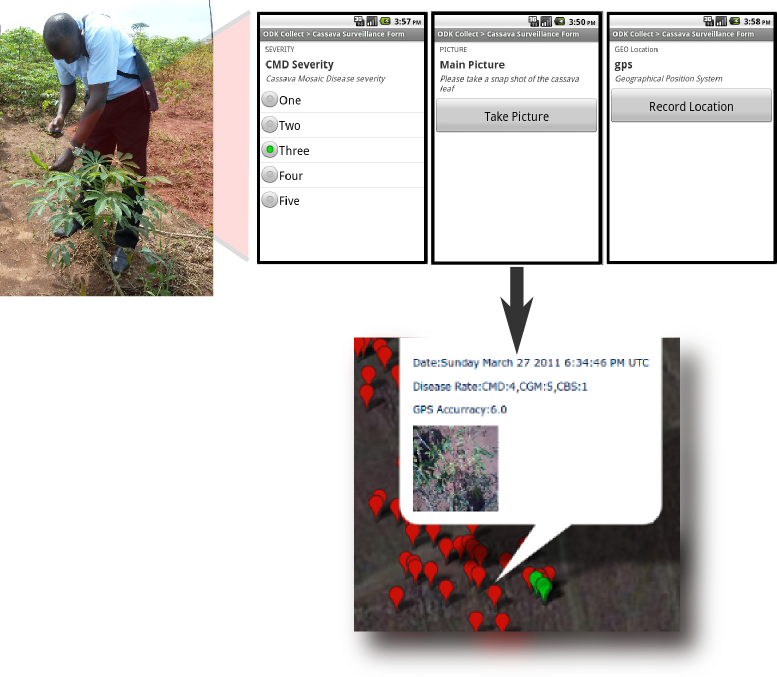 3G 3:57 PM
ODK Collect > Cassava Surveillance Form
SEVERITY
CMD Severity
Cassava Mosaic Disease severity
One
Two
Three
Four
Five
3G 3:50 PM
ODK Collect > Cassava Surveillance Form
PICTURE
Main Picture
Please take a snap shot of the cassava
leaf
Take Picture
3G 3:58 PM
ODK Collect > Cassava Surveillance Form
GEO Location
gps
Geographical Position System
Record Location
Date:Sunday March 27 2011 6:34:46 PM UTC
Disease Rate:CMD:4,CGM:5,CBS:1
GPS Accurracy:6.0